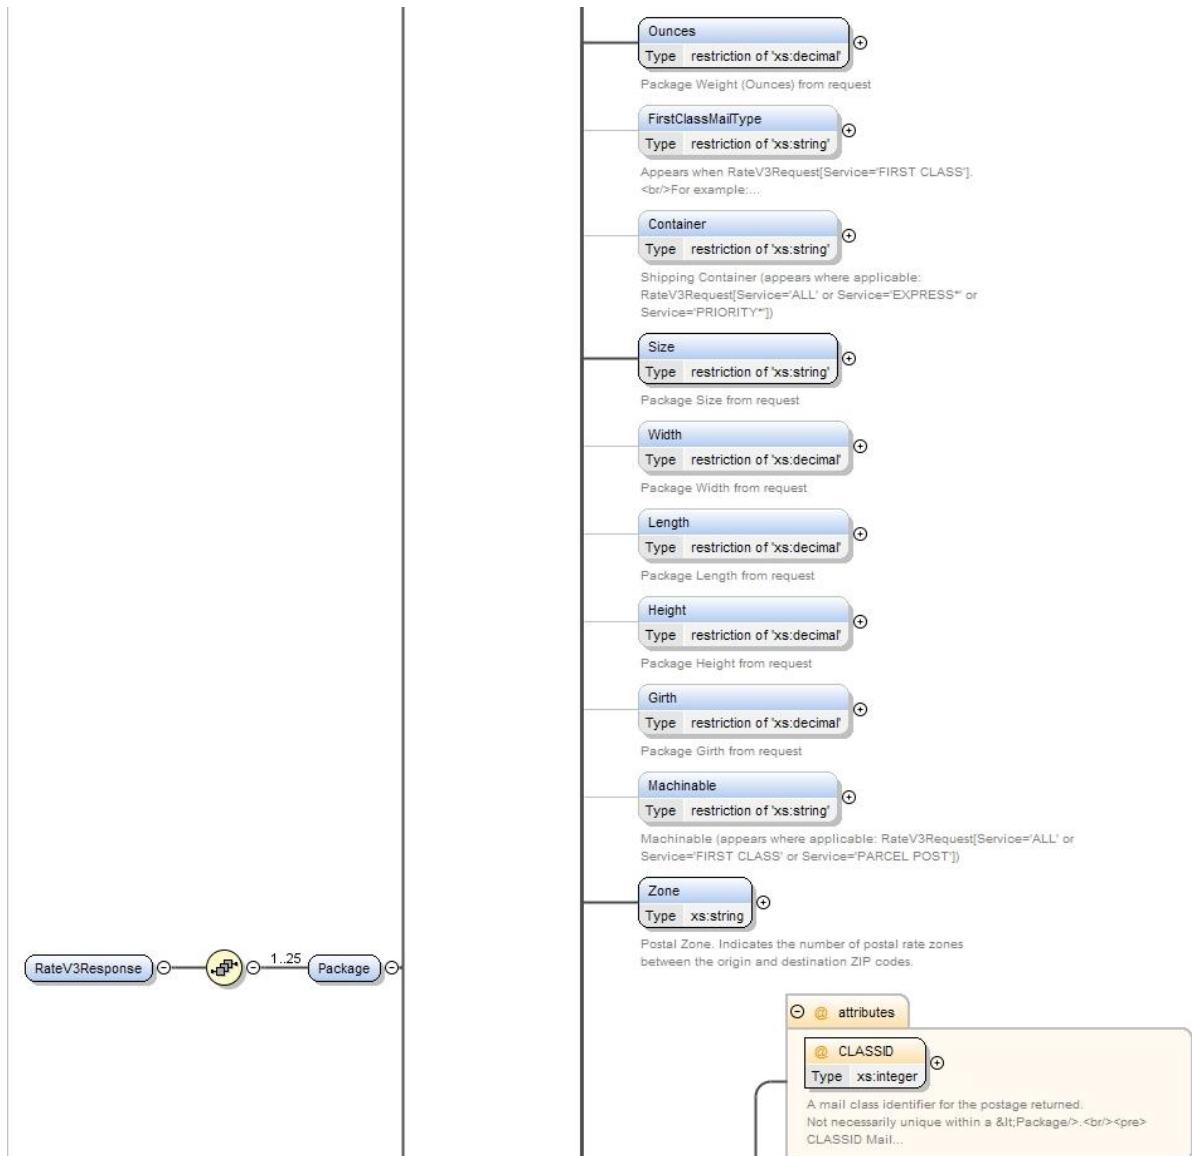 Ounces
Type restriction of 'xs:decimal'
Package Weight (Ounces) from request
FirstClassMailType
Type restriction of 'xs:string'
Appears when RateV3Request[Service='FIRST CLASS'].
<br/>For example:...
Container
Type restriction of 'xs:string'
Shipping Container (appears where applicable:
RateV3Request[Service='ALL' or Service='EXPRESS*' or
Service='PRIORITY*'])
Size
Type restriction of 'xs:string'
Package Size from request
Width
Type restriction of 'xs:decimal'
Package Width from request
Length
Type restriction of 'xs:decimal'
Package Length from request
Height
Type restriction of 'xs:decimal'
Package Height from request
Girth
Type restriction of 'xs:decimal'
Package Girth from request
Machinable
Type restriction of 'xs:string'
Machinable (appears where applicable: RateV3Request[Service='ALL' or
Service='FIRST CLASS' or Service='PARCEL POST'])
Zone
Type xs:string
Postal Zone. Indicates the number of postal rate zones
between the origin and destination ZIP codes.
RateV3Response 1..25 Package
@ attributes
@ CLASSID
Type xs:integer
A mail class identifier for the postage returned.
Not necessarily unique within a &lt;Package/>.<br/><pre>
CLASSID Mail...